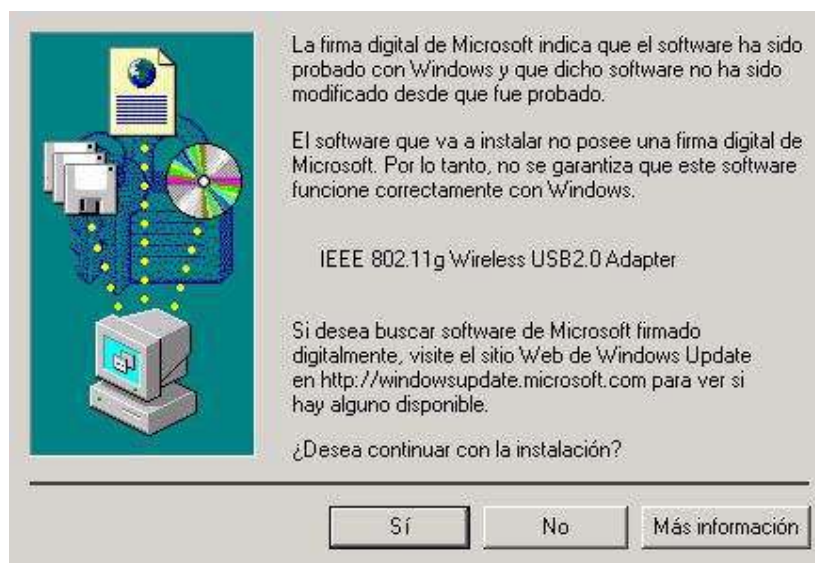 La firma digital de Microsoft indica que el software ha sido
probado con Windows y que dicho software no ha sido
modificado desde que fue probado.
El software que va a instalar no posee una firma digital de
Microsoft. Por lo tanto, no se garantiza que este software
funcione correctamente con Windows.
IEEE 802.11g Wireless USB2.0 Adapter
Si desea buscar software de Microsoft firmado
digitalmente, visite el sitio Web de Windows Update
en http://windowsupdate.microsoft.com para ver si
hay alguno disponible.
¿Desea continuar con la instalación?
Sí
No
Más información